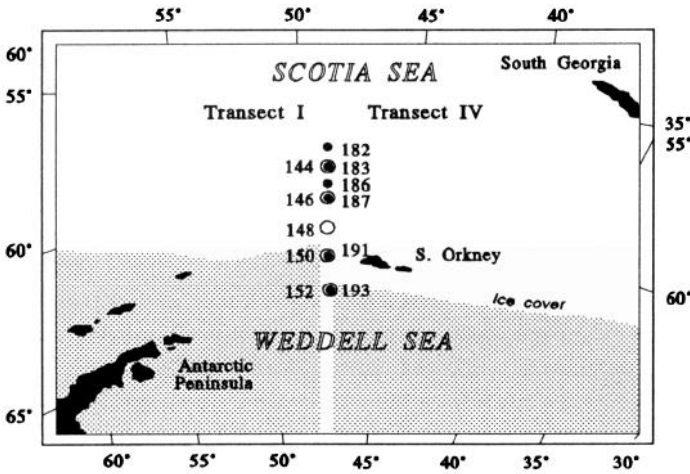 55° 50° 45° 40°
60°
SCOTIA SEA
South Georgia
55°
Transect I Transect IV
35°
55°
182
144 183
186
146 187
148
60°
150 191 S. Orkney
152 193
Ice cover
60°
WEDDELL SEA
Antarctic
Peninsula
65°
60° 55° 50° 45° 40° 35° 30°